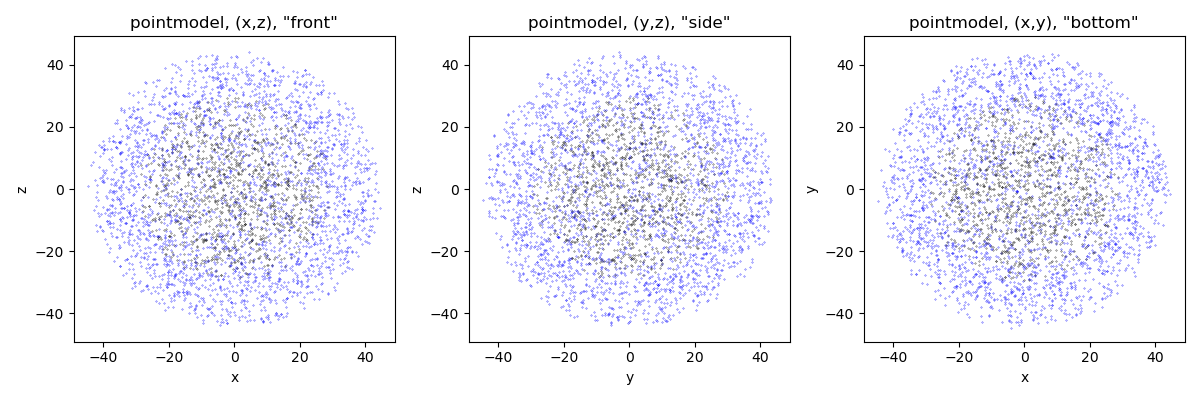 pointmodel, (x,z), "front"
pointmodel, (y,z), "side"
pointmodel, (x,y), "bottom"
40
20
0
−20
−40
z
−40 −20 0 20 40
x
40
20
0
−20
−40
z
−40 −20 0 20 40
y
40
20
0
−20
−40
y
−40 −20 0 20 40
x